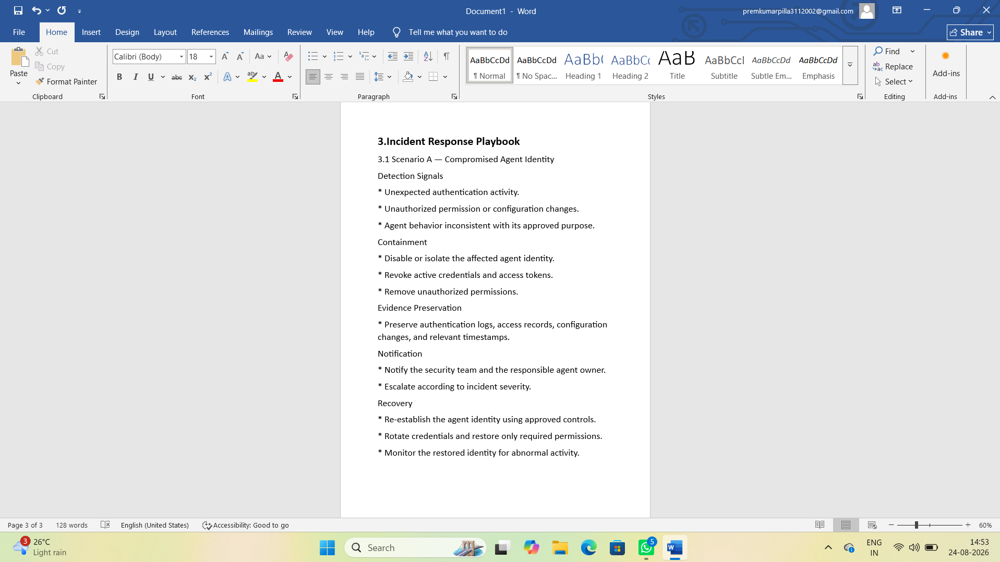 Document1 - Word
premkumarpilla3112002@gmail.com
File Home Insert Design Layout References Mailings Review View Help Tell me what you want to do
Share
Paste
Cut
Copy
Format Painter
Clipboard
Calibri (Body) 18
Aa
B I U abc x₂ x² A ab A
Font
Paragraph
AaBbCcDd AaBbCcDd AaBb( AaBbCc AaB AaBbCcl AaBbCcDd AaBbCcDd
¶ Normal ¶ No Spac... Heading 1 Heading 2 Title Subtitle Subtle Em... Emphasis
Styles
Find
Replace
Select
Editing
Add-ins
Add-ins
3.Incident Response Playbook
3.1 Scenario A — Compromised Agent Identity
Detection Signals
* Unexpected authentication activity.
* Unauthorized permission or configuration changes.
* Agent behavior inconsistent with its approved purpose.
Containment
* Disable or isolate the affected agent identity.
* Revoke active credentials and access tokens.
* Remove unauthorized permissions.
Evidence Preservation
* Preserve authentication logs, access records, configuration
changes, and relevant timestamps.
Notification
* Notify the security team and the responsible agent owner.
* Escalate according to incident severity.
Recovery
* Re-establish the agent identity using approved controls.
* Rotate credentials and restore only required permissions.
* Monitor the restored identity for abnormal activity.
Page 3 of 3 128 words English (United States) Accessibility: Good to go
60%
3
26°C
Light rain
Search
5
ENG
IN
14:53
24-08-2026